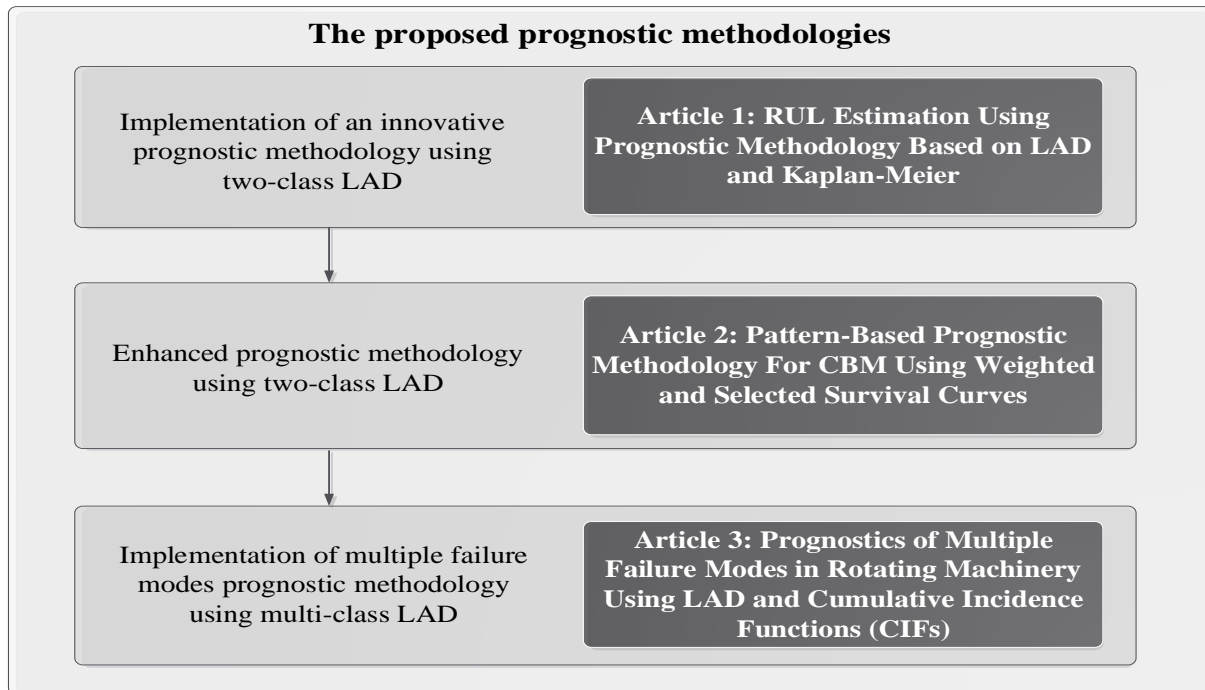 The proposed prognostic methodologies
Implementation of an innovative
prognostic methodology using
two-class LAD
Article 1: RUL Estimation Using
Prognostic Methodology Based on LAD
and Kaplan-Meier
Enhanced prognostic methodology
using two-class LAD
Article 2: Pattern-Based Prognostic
Methodology For CBM Using Weighted
and Selected Survival Curves
Implementation of multiple failure
modes prognostic methodology
using multi-class LAD
Article 3: Prognostics of Multiple
Failure Modes in Rotating Machinery
Using LAD and Cumulative Incidence
Functions (CIFs)